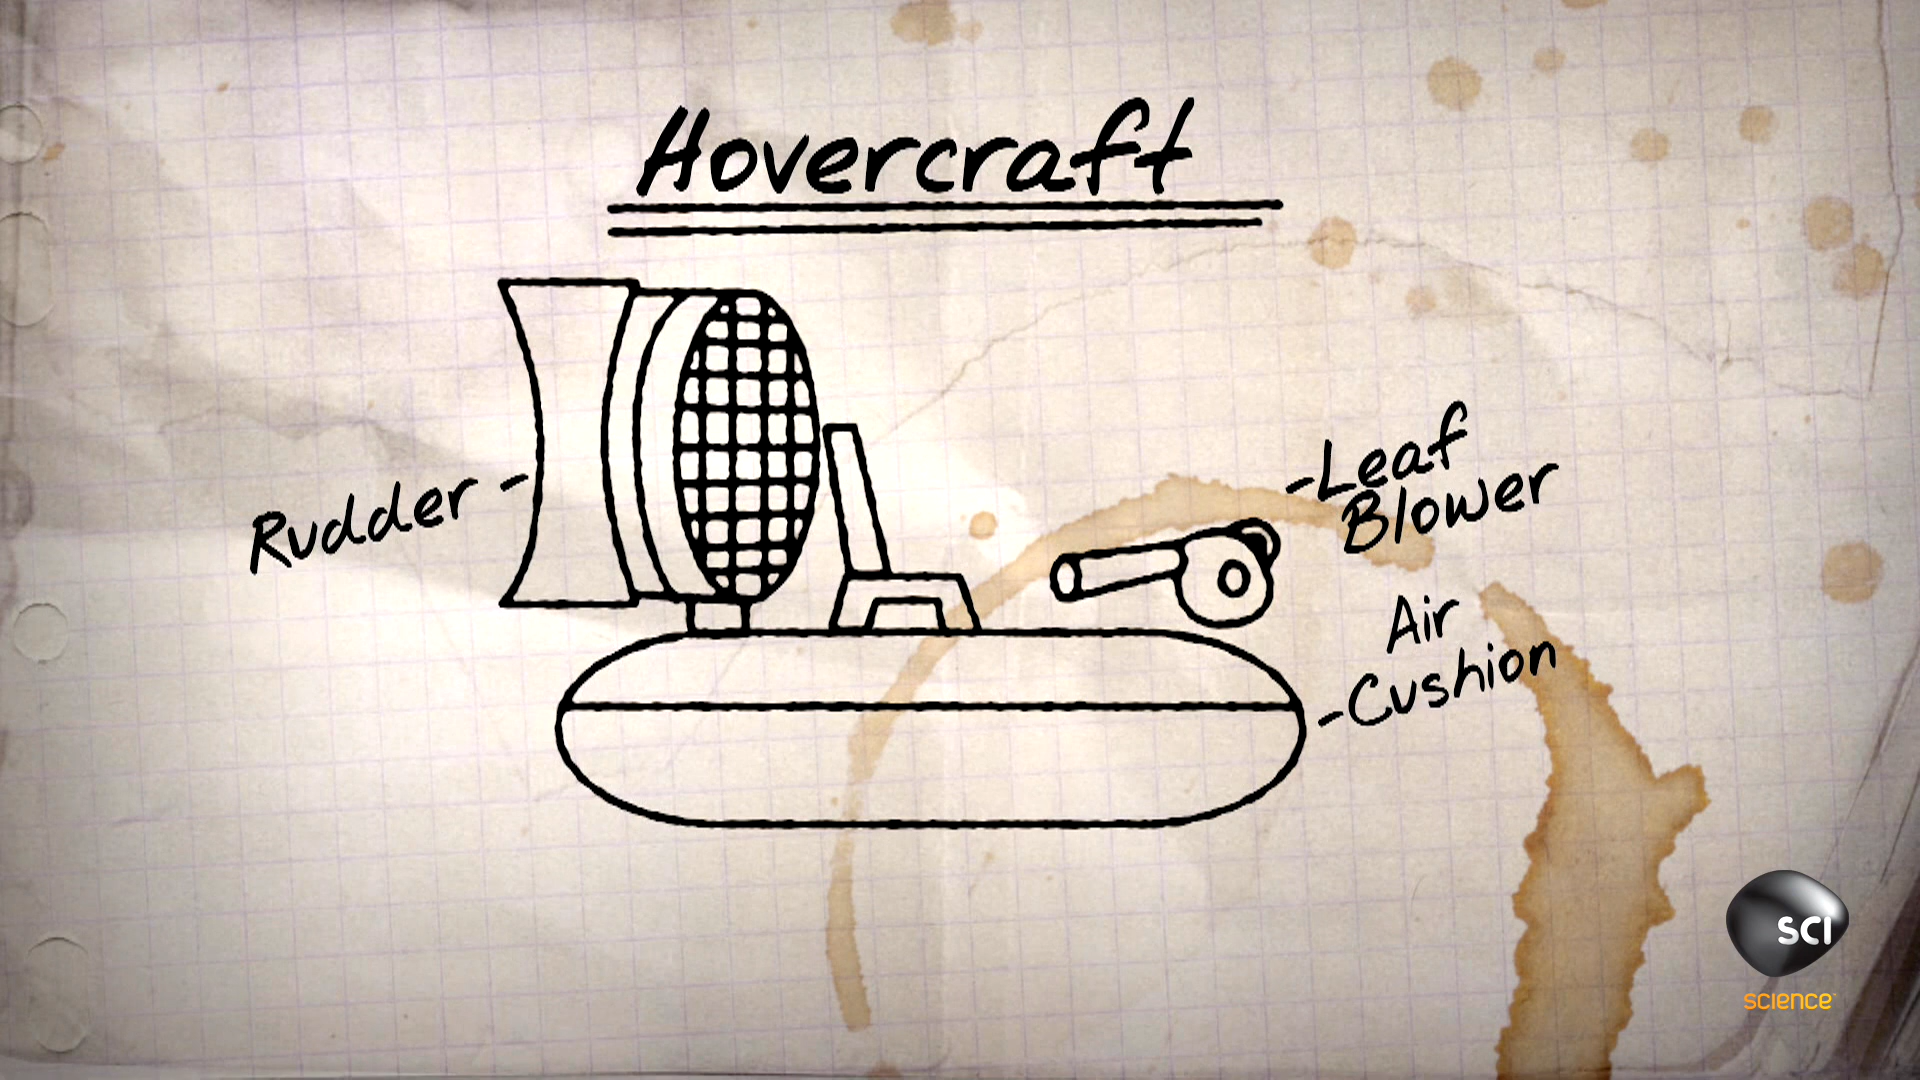 Hovercraft
Rudder
Leaf
Blower
Air
Cushion
SCI
science